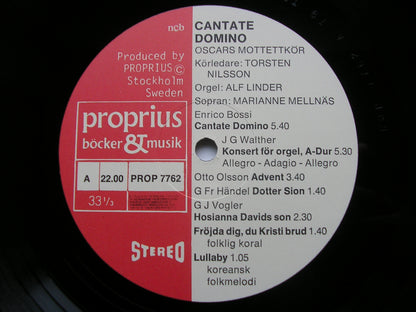 ncb
Produced by
PROPRIUS ©
Stockholm
Sweden
proprius
böcker & musik
A 22.00 PROP 7762
33 1/3
STEREO
CANTATE
DOMINO
OSCARS MOTTETTKÖR
Körledare: TORSTEN
NILSSON
Orgel: ALF LINDER
Sopran: MARIANNE MELLNÄS
Enrico Bossi
Cantate Domino 5.40
J G Walther
Konsert för orgel, A-Dur 5.30
Allegro - Adagio - Allegro
Otto Olsson Advent 3.40
G Fr Händel Dotter Sion 1.40
G J Vogler
Hosianna Davids son 2.30
Fröjda dig, du Kristi brud 1.40
folklig koral
Lullaby 1.05
koreansk
folkmelodi